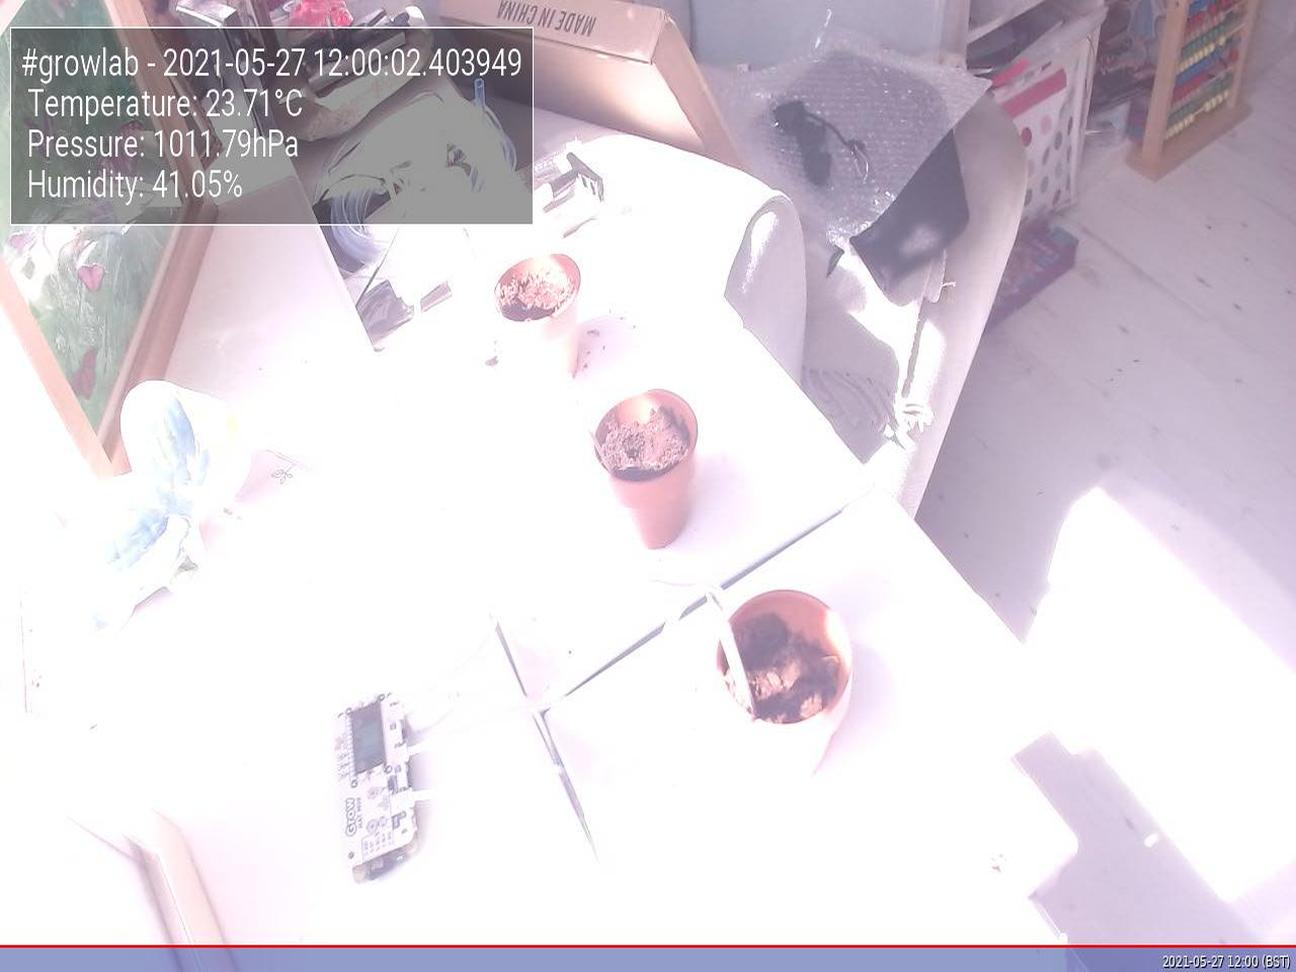 #growlab - 2021-05-27 12:00:02.403949
Temperature: 23.71°C
Pressure: 1011.79hPa
Humidity: 41.05%
MADE IN CHINA
GROW
2021-05-27 12:00 (BST)